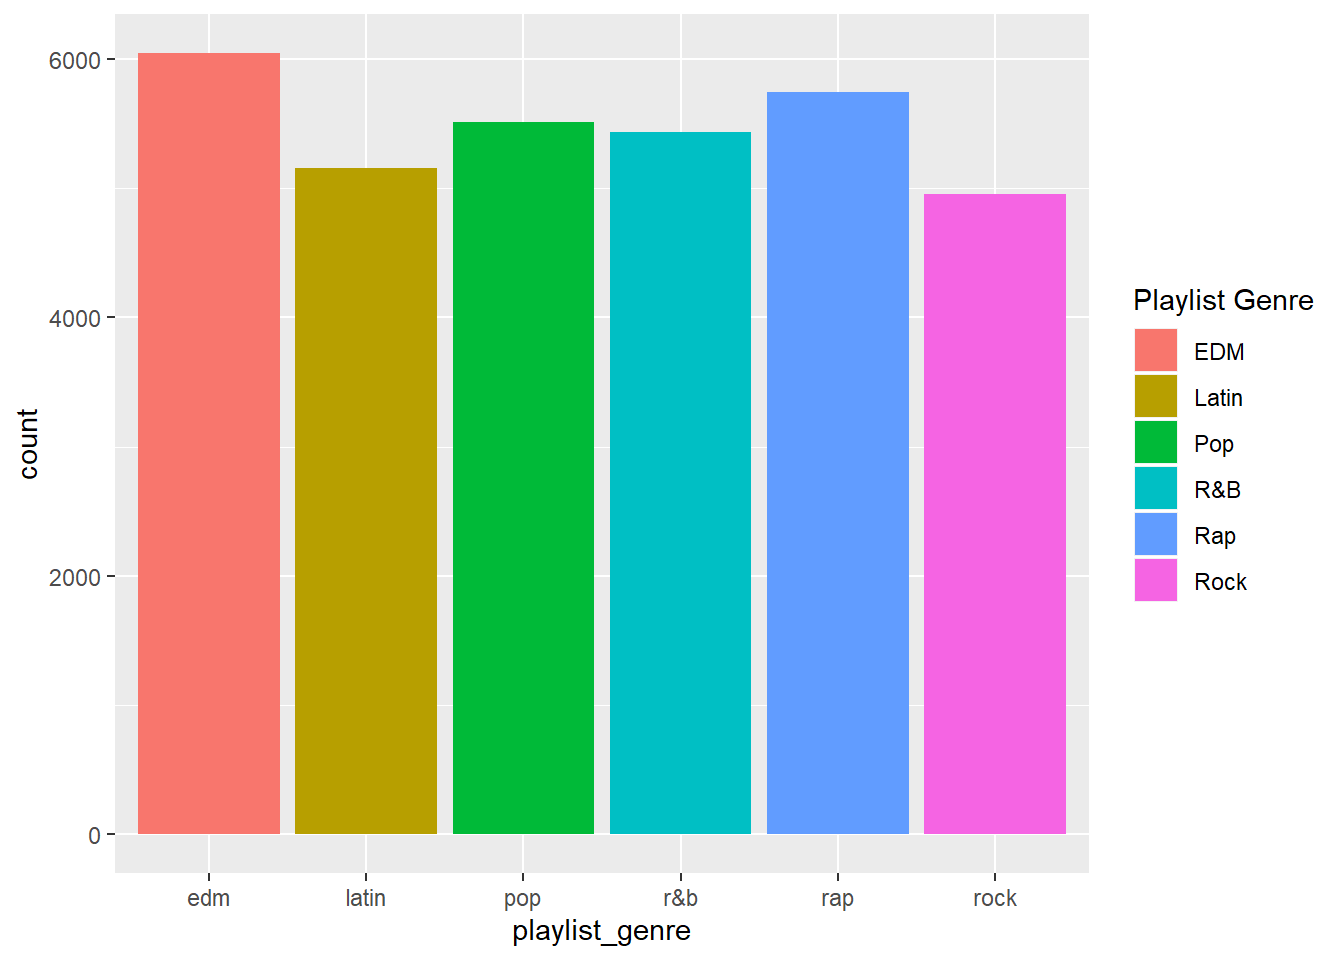 6000
4000
2000
0
count
edm
latin
pop
r&b
rap
rock
playlist_genre
Playlist Genre
EDM
Latin
Pop
R&B
Rap
Rock